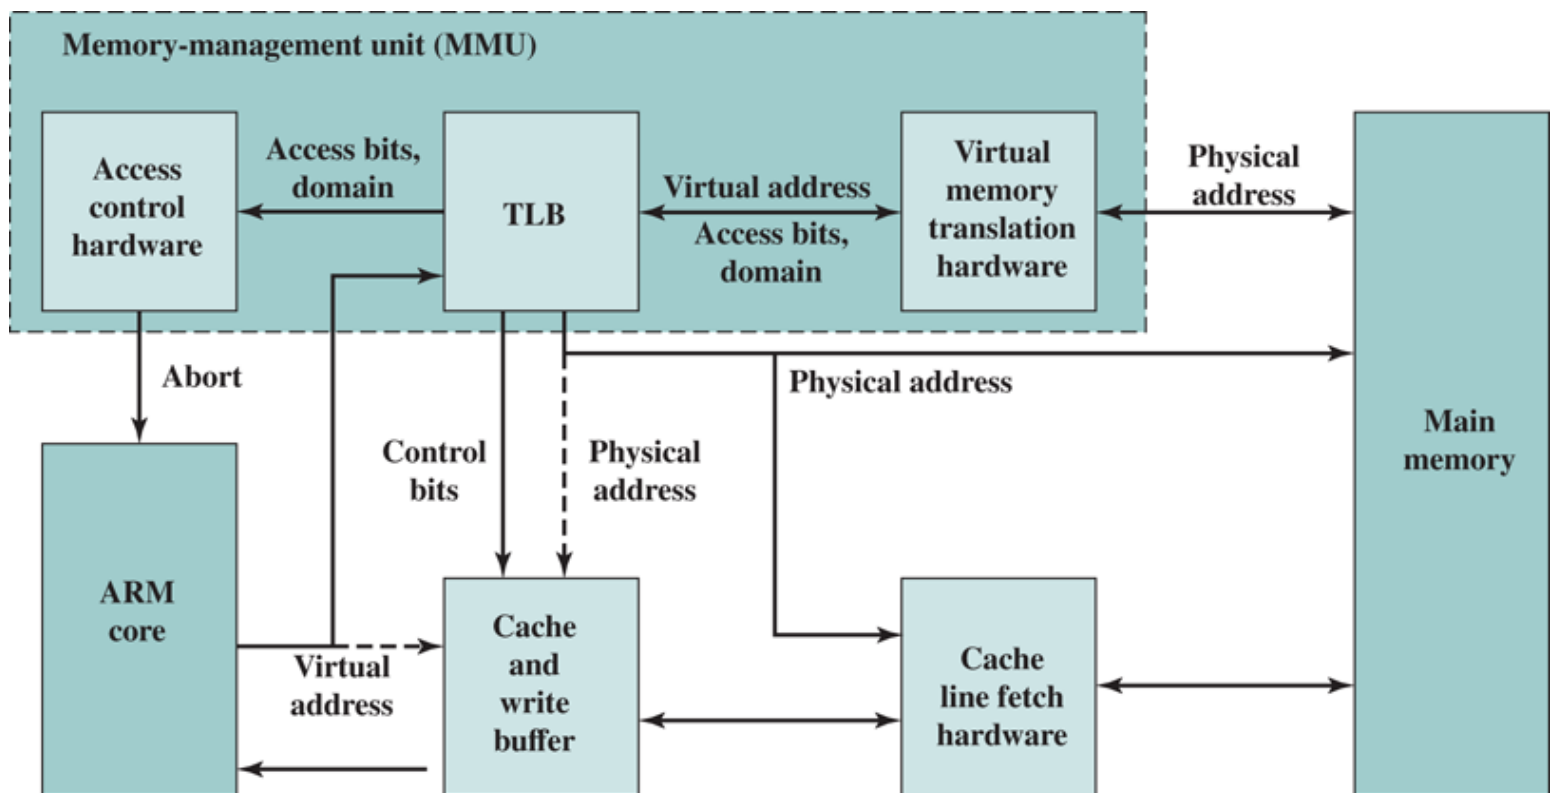 Memory-management unit (MMU)
Access
control
hardware
Access bits,
domain
TLB
Virtual address
Access bits,
domain
Virtual
memory
translation
hardware
Physical
address
Abort
Control
bits
Physical
address
Physical address
Main
memory
ARM
core
Virtual
address
Cache
and
write
buffer
Cache
line fetch
hardware